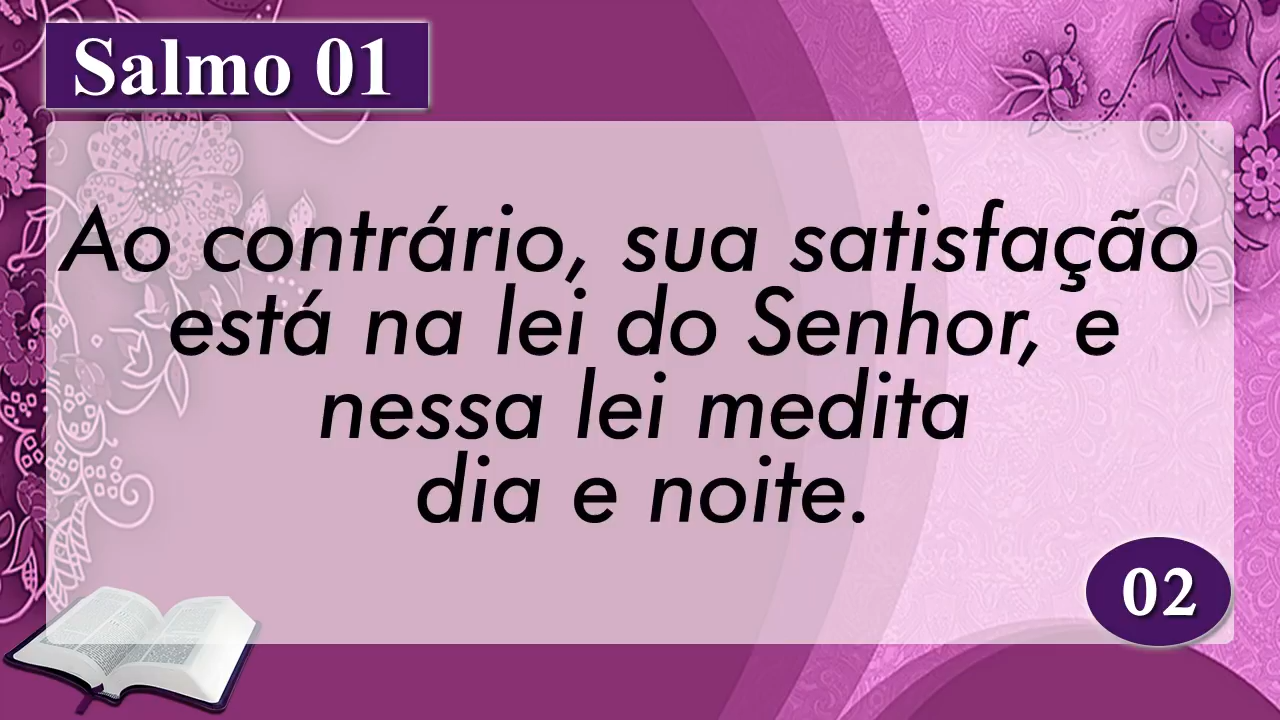 Salmo 01
Ao contrário, sua satisfação
está na lei do Senhor, e
nessa lei medita
dia e noite.
02